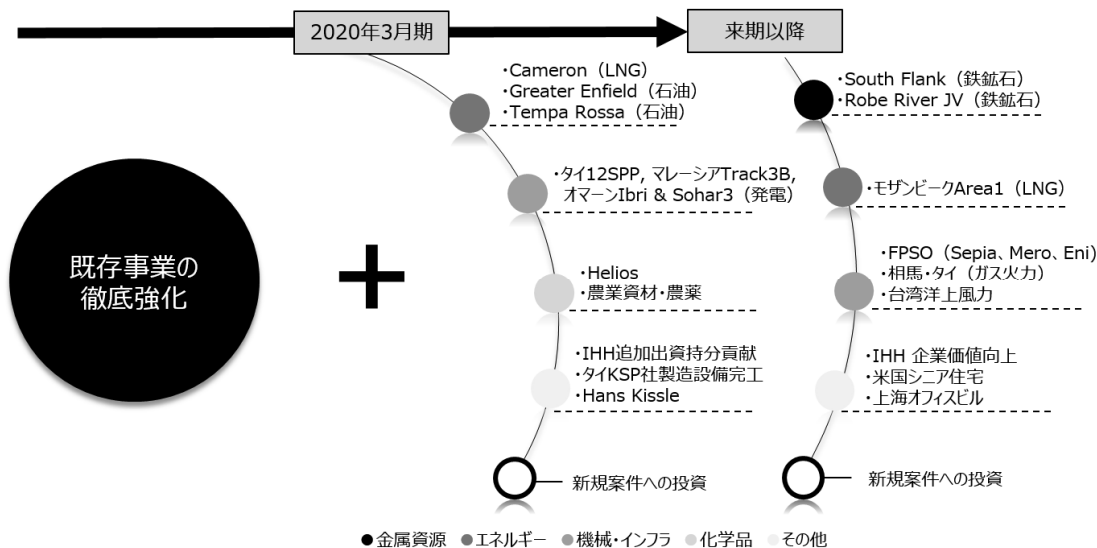 2020年3月期
来期以降
既存事業の
徹底強化
+
・Cameron（LNG）
・Greater Enfield（石油）
・Tempa Rossa（石油）
・タイ12SPP, マレーシアTrack3B,
オマーンIbri & Sohar3（発電）
・Helios
・農業資材・農薬
・IHH追加出資持分貢献
・タイKSP社製造設備完工
・Hans Kissle
新規案件への投資
・South Flank（鉄鉱石）
・Robe River JV（鉄鉱石）
・モザンビークArea1（LNG）
・FPSO（Sepia、Mero、Eni)
・相馬・タイ（ガス火力）
・台湾洋上風力
・IHH 企業価値向上
・米国シニア住宅
・上海オフィスビル
新規案件への投資
●金属資源 ●エネルギー ●機械・インフラ ●化学品 ●その他